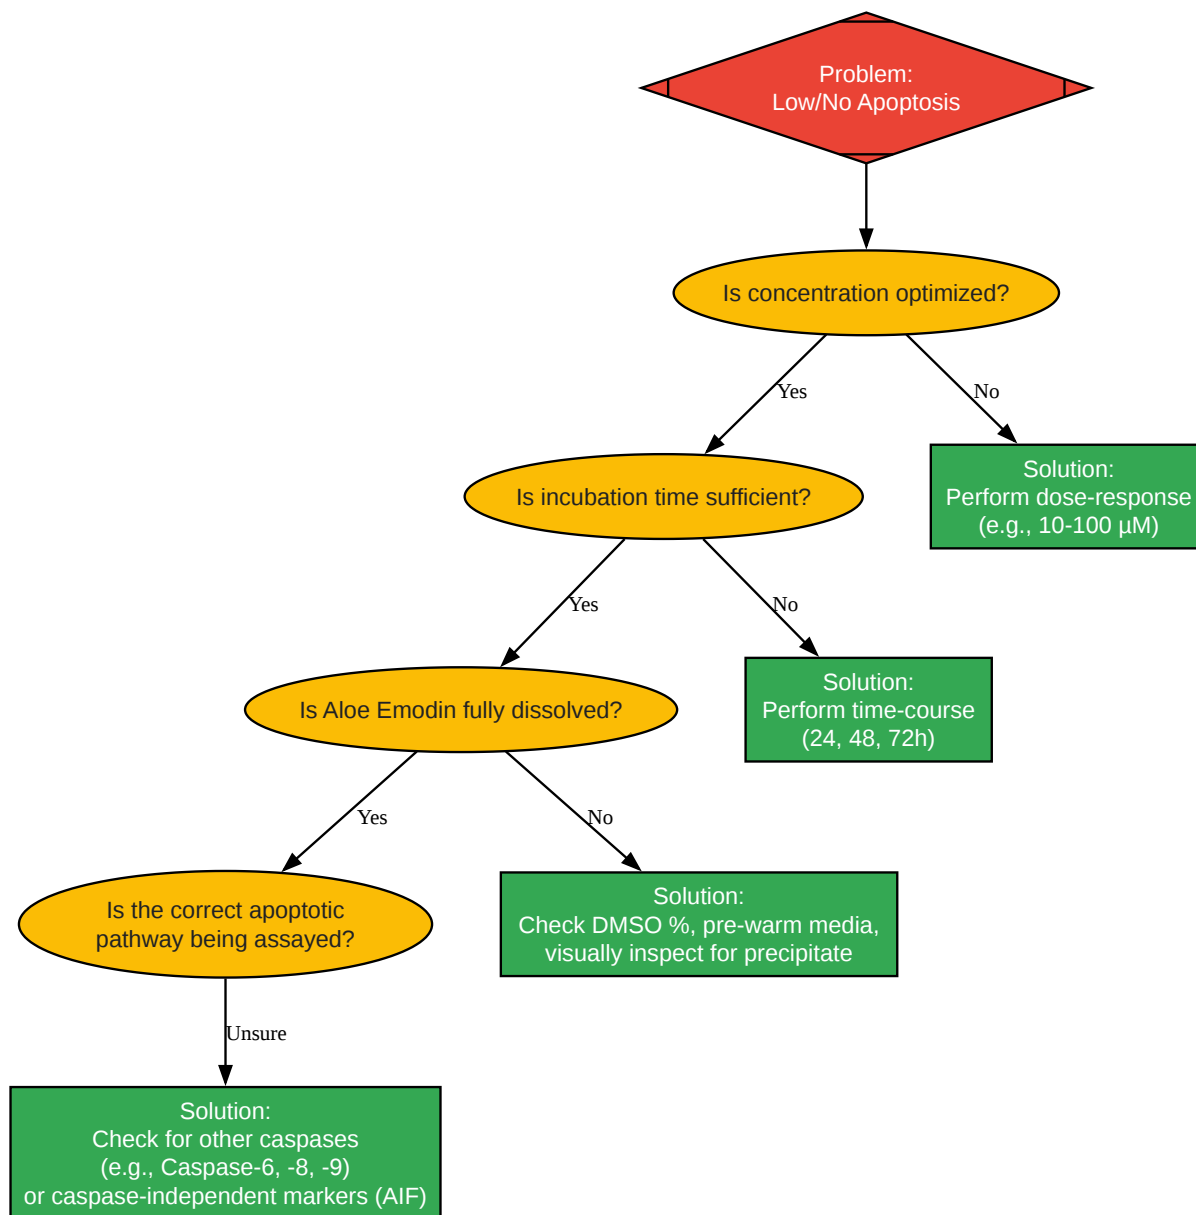 Problem:
Low/No Apoptosis
Is concentration optimized?
Yes
No
Solution:
Perform dose-response
(e.g., 10-100 µM)
Is incubation time sufficient?
Yes
No
Solution:
Perform time-course
(24, 48, 72h)
Is Aloe Emodin fully dissolved?
Yes
No
Solution:
Check DMSO %, pre-warm media,
visually inspect for precipitate
Is the correct apoptotic
pathway being assayed?
Unsure
Solution:
Check for other caspases
(e.g., Caspase-6, -8, -9)
or caspase-independent markers (AIF)